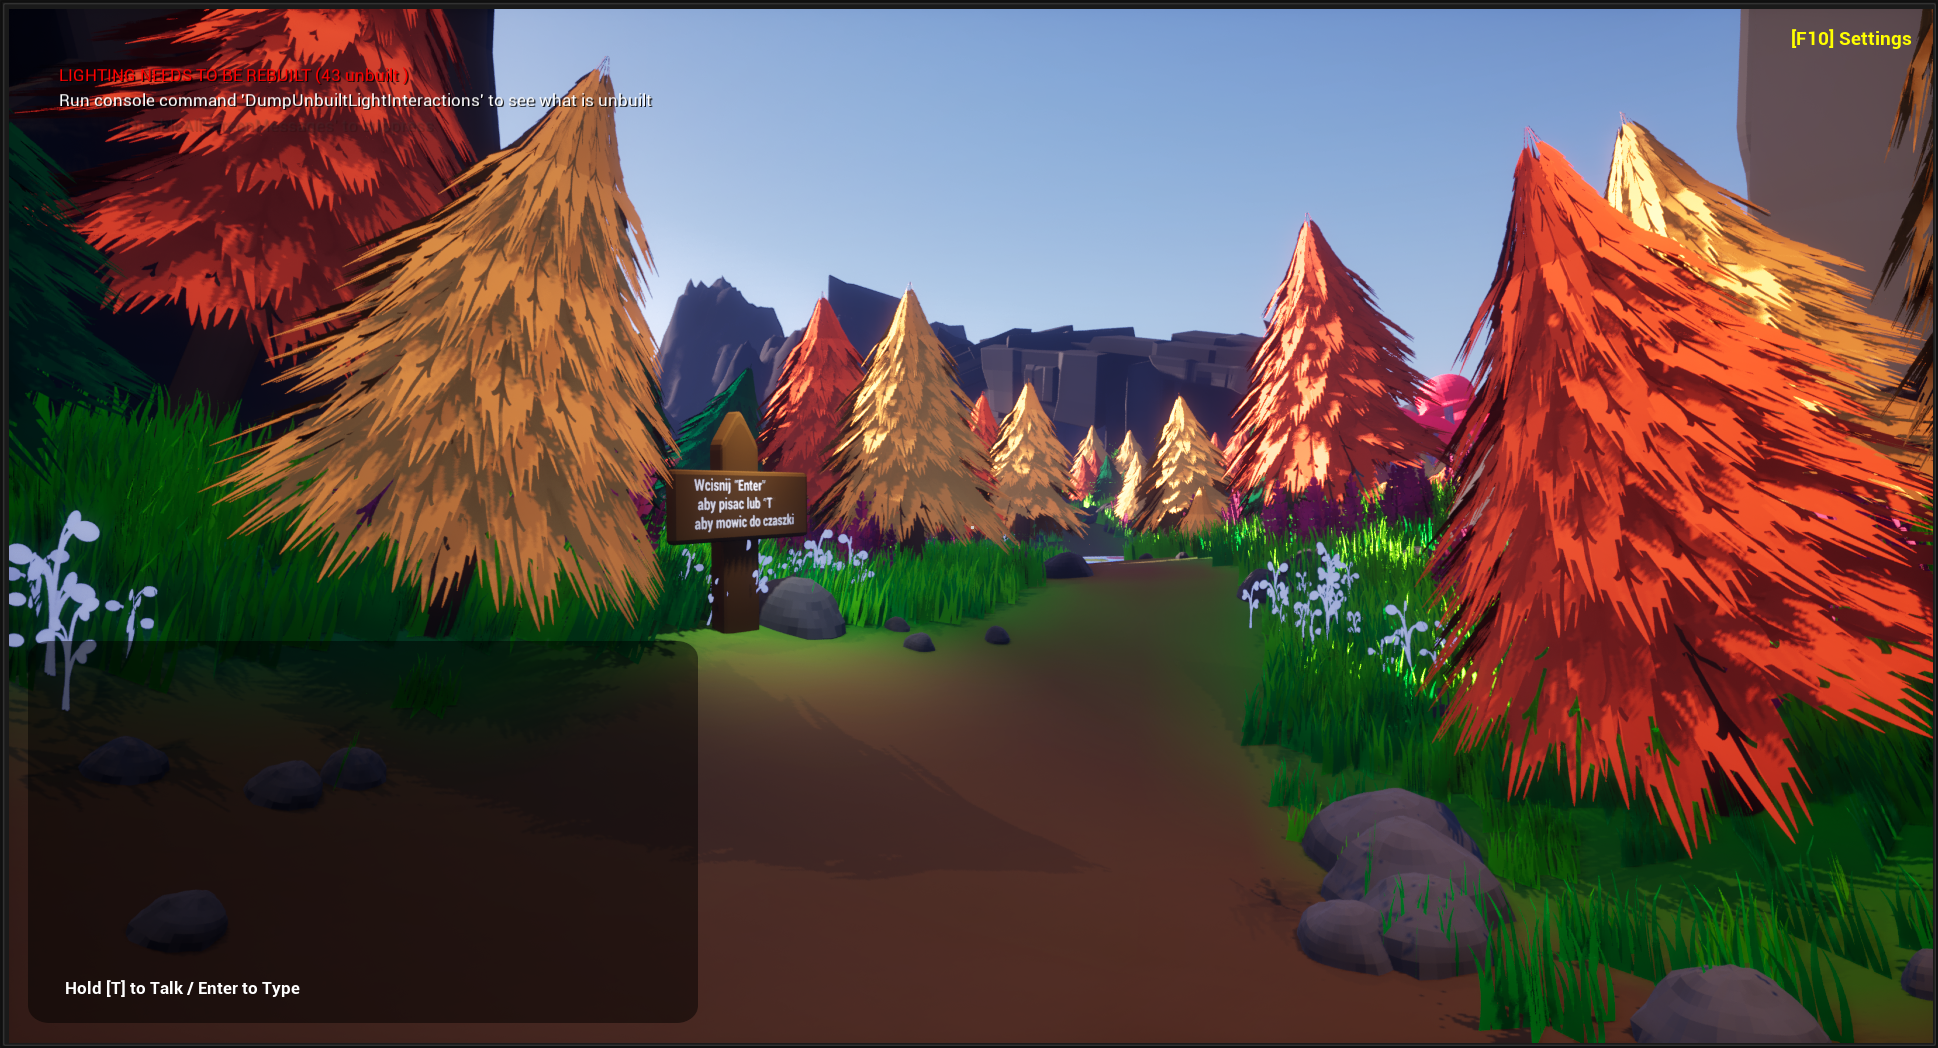 [F10] Settings
LIGHTING NEEDS TO BE REBUILT (43 unbuilt )
Run console command 'DumpUnbuiltLightInteractions' to see what is unbuilt
Wcisnij "Enter"
aby pisac lub "T
aby mowic do czaszki
Hold [T] to Talk / Enter to Type